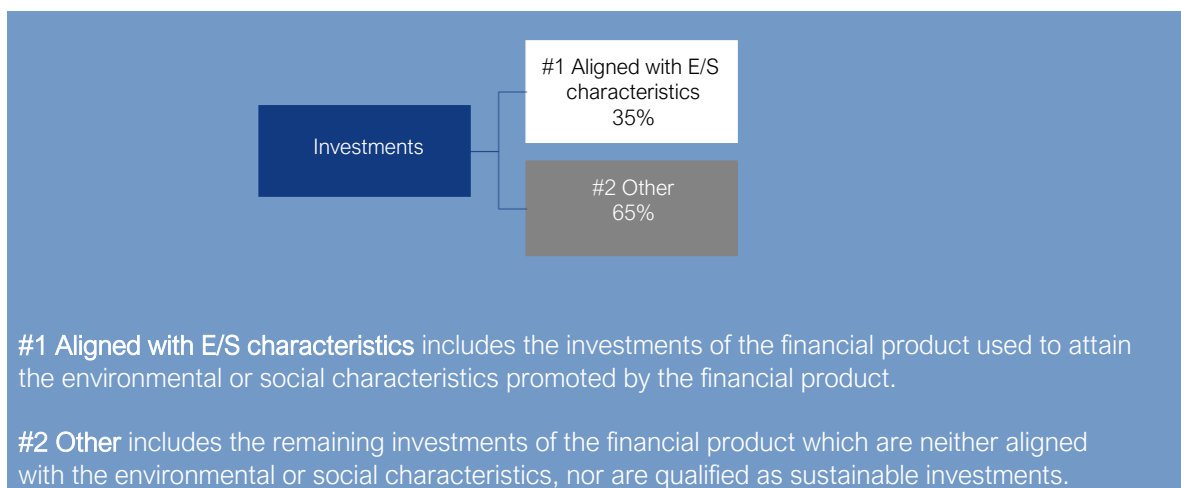 #1 Aligned with E/S
characteristics
35%
Investments
#2 Other
65%
#1 Aligned with E/S characteristics includes the investments of the financial product used to attain
the environmental or social characteristics promoted by the financial product.
#2 Other includes the remaining investments of the financial product which are neither aligned
with the environmental or social characteristics, nor are qualified as sustainable investments.